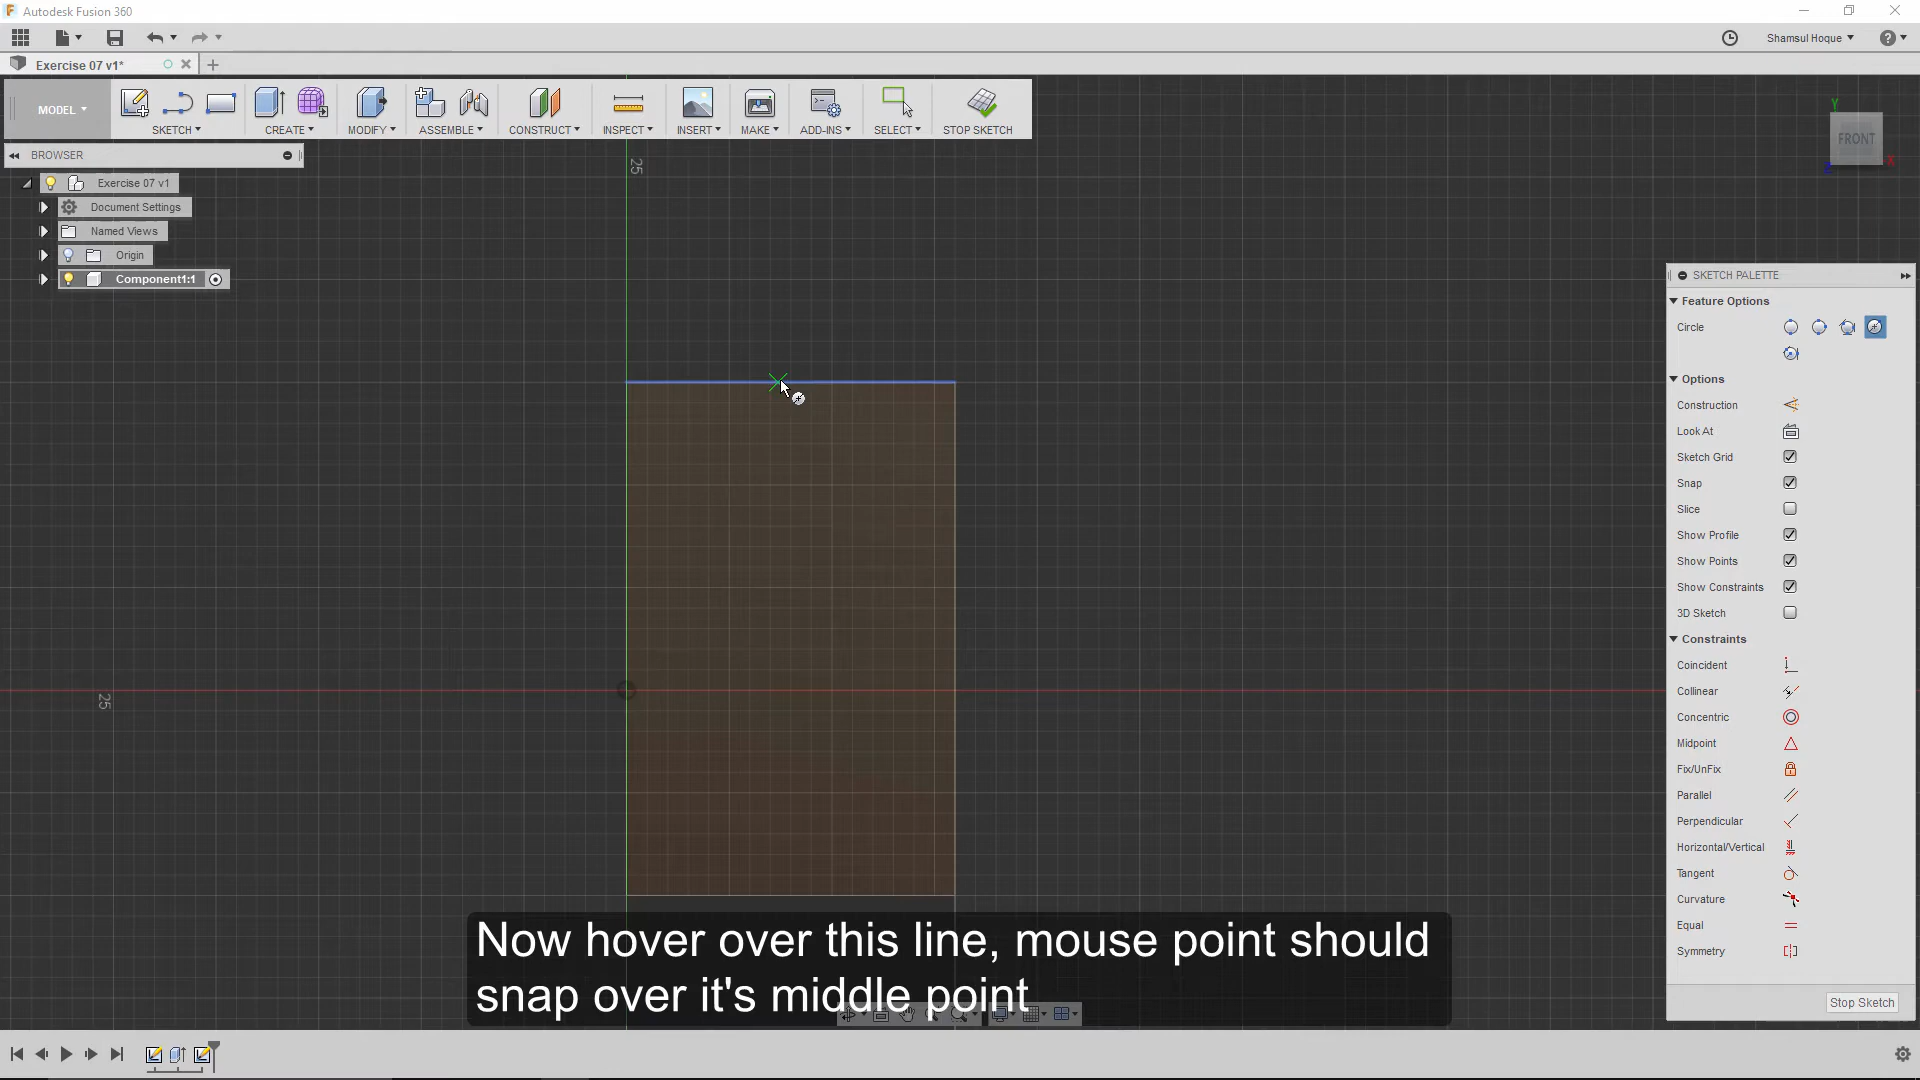 Autodesk Fusion 360
Shamsul Hoque
Exercise 07 v1*
MODEL
SKETCH
CREATE
MODIFY
ASSEMBLE
CONSTRUCT
INSPECT
INSERT
MAKE
ADD-INS
SELECT
STOP SKETCH
BROWSER
Exercise 07 v1
Document Settings
Named Views
Origin
Component1:1
25
25
Y
FRONT
X
Z
SKETCH PALETTE
Feature Options
Circle
Options
Construction
Look At
Sketch Grid
Snap
Slice
Show Profile
Show Points
Show Constraints
3D Sketch
Constraints
Coincident
Collinear
Concentric
Midpoint
Fix/UnFix
Parallel
Perpendicular
Horizontal/Vertical
Tangent
Curvature
Equal
Symmetry
Stop Sketch
Now hover over this line, mouse point should
snap over it's middle point